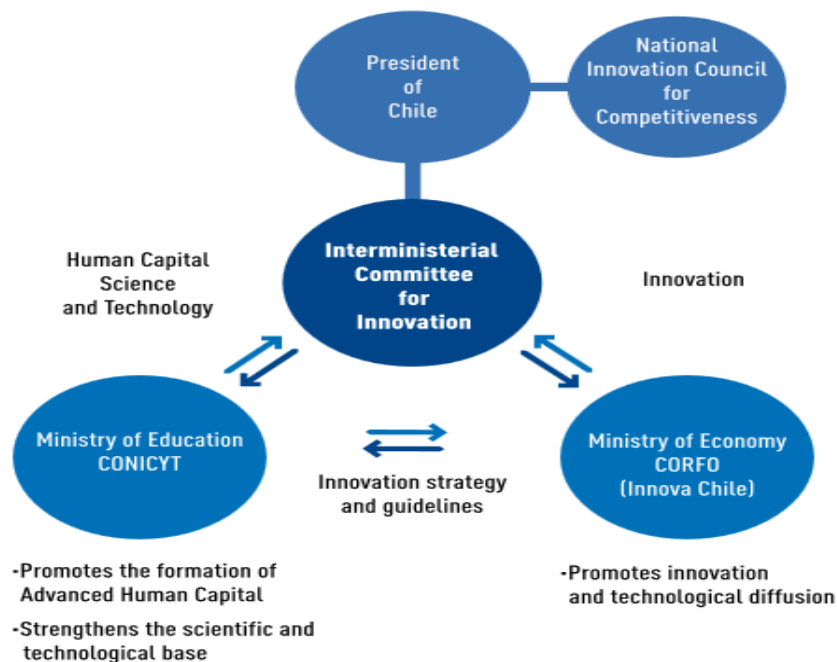 President
of
Chile
National
Innovation Council
for
Competitiveness
Interministerial
Committee
for
Innovation
Human Capital
Science
and Technology
Innovation
Ministry of Education
CONICYT
Innovation strategy
and guidelines
Ministry of Economy
CORFO
(Innova Chile)
-Promotes the formation of
Advanced Human Capital
-Strengthens the scientific and
technological base
-Promotes innovation
and technological diffusion